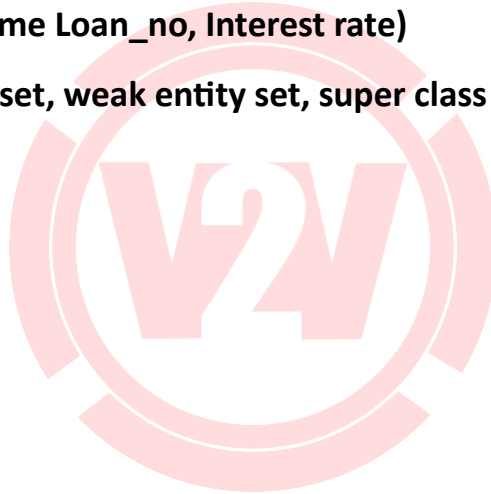 me Loan_no, Interest rate)
set, weak entity set, super class
V2V